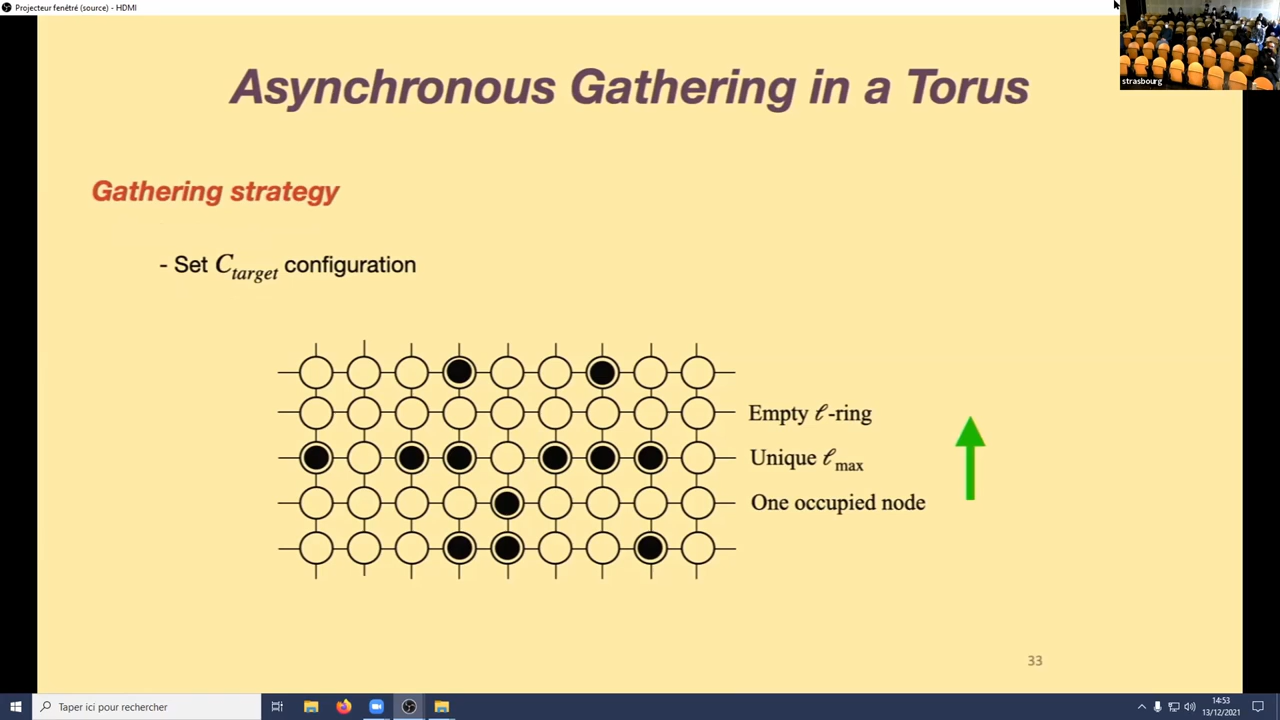 Projecteur fenêtré (source) - HDMI
strasbourg
Asynchronous Gathering in a Torus
Gathering strategy
- Set C_target configuration
Empty ℓ-ring
Unique ℓ_max
One occupied node
33
Taper ici pour rechercher
14:53
13/12/2021